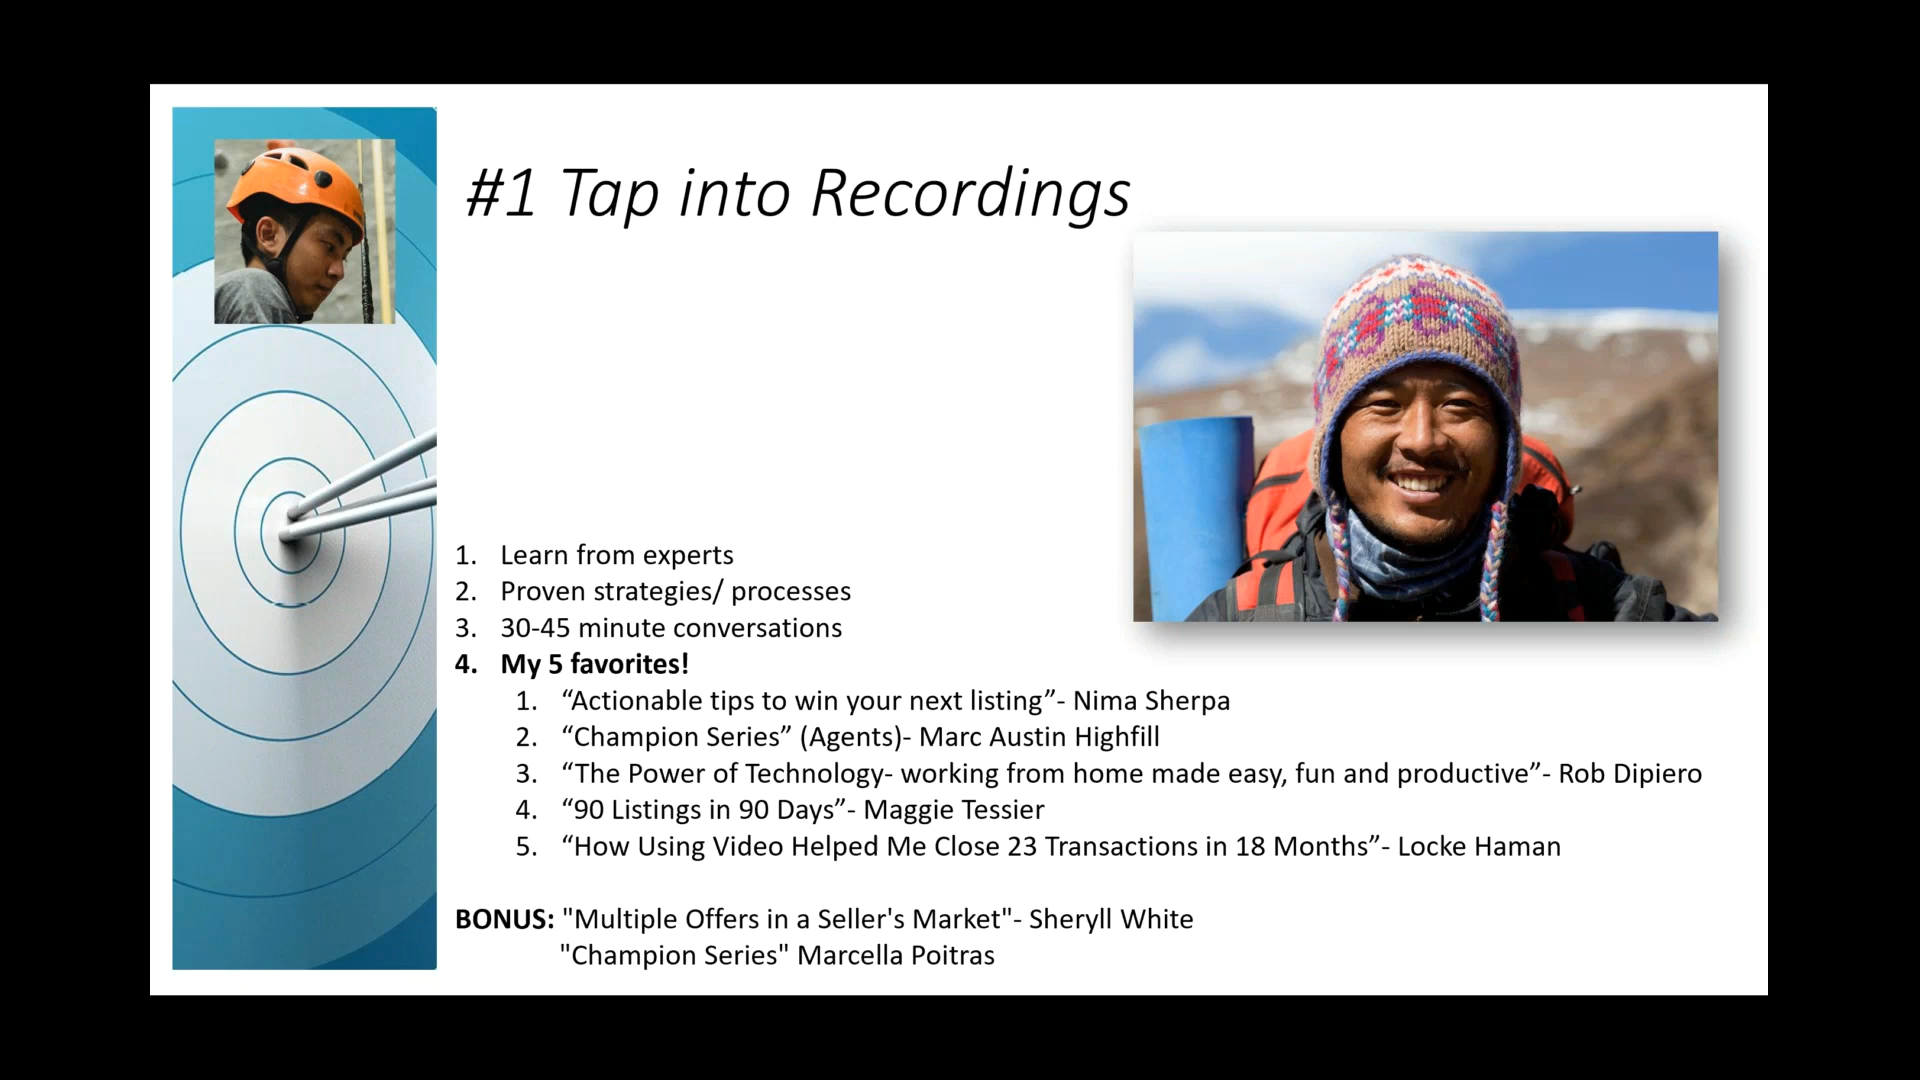 #1 Tap into Recordings
1. Learn from experts
2. Proven strategies/ processes
3. 30-45 minute conversations
4. My 5 favorites!
1. “Actionable tips to win your next listing”- Nima Sherpa
2. “Champion Series” (Agents)- Marc Austin Highfill
3. “The Power of Technology- working from home made easy, fun and productive”- Rob Dipiero
4. “90 Listings in 90 Days”- Maggie Tessier
5. “How Using Video Helped Me Close 23 Transactions in 18 Months”- Locke Haman
BONUS: "Multiple Offers in a Seller's Market"- Sheryll White
"Champion Series" Marcella Poitras